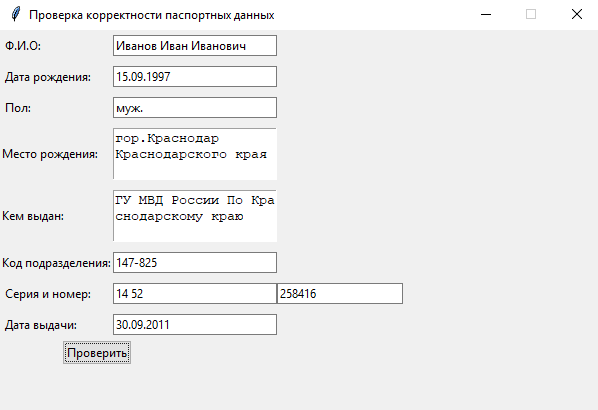 Проверка корректности паспортных данных
Ф.И.О: Иванов Иван Иванович
Дата рождения: 15.09.1997
Пол: муж.
Место рождения: гор.Краснодар
Краснодарского края
Кем выдан: ГУ МВД России По Кра
снодарскому краю
Код подразделения: 147-825
Серия и номер: 14 52 258416
Дата выдачи: 30.09.2011
Проверить